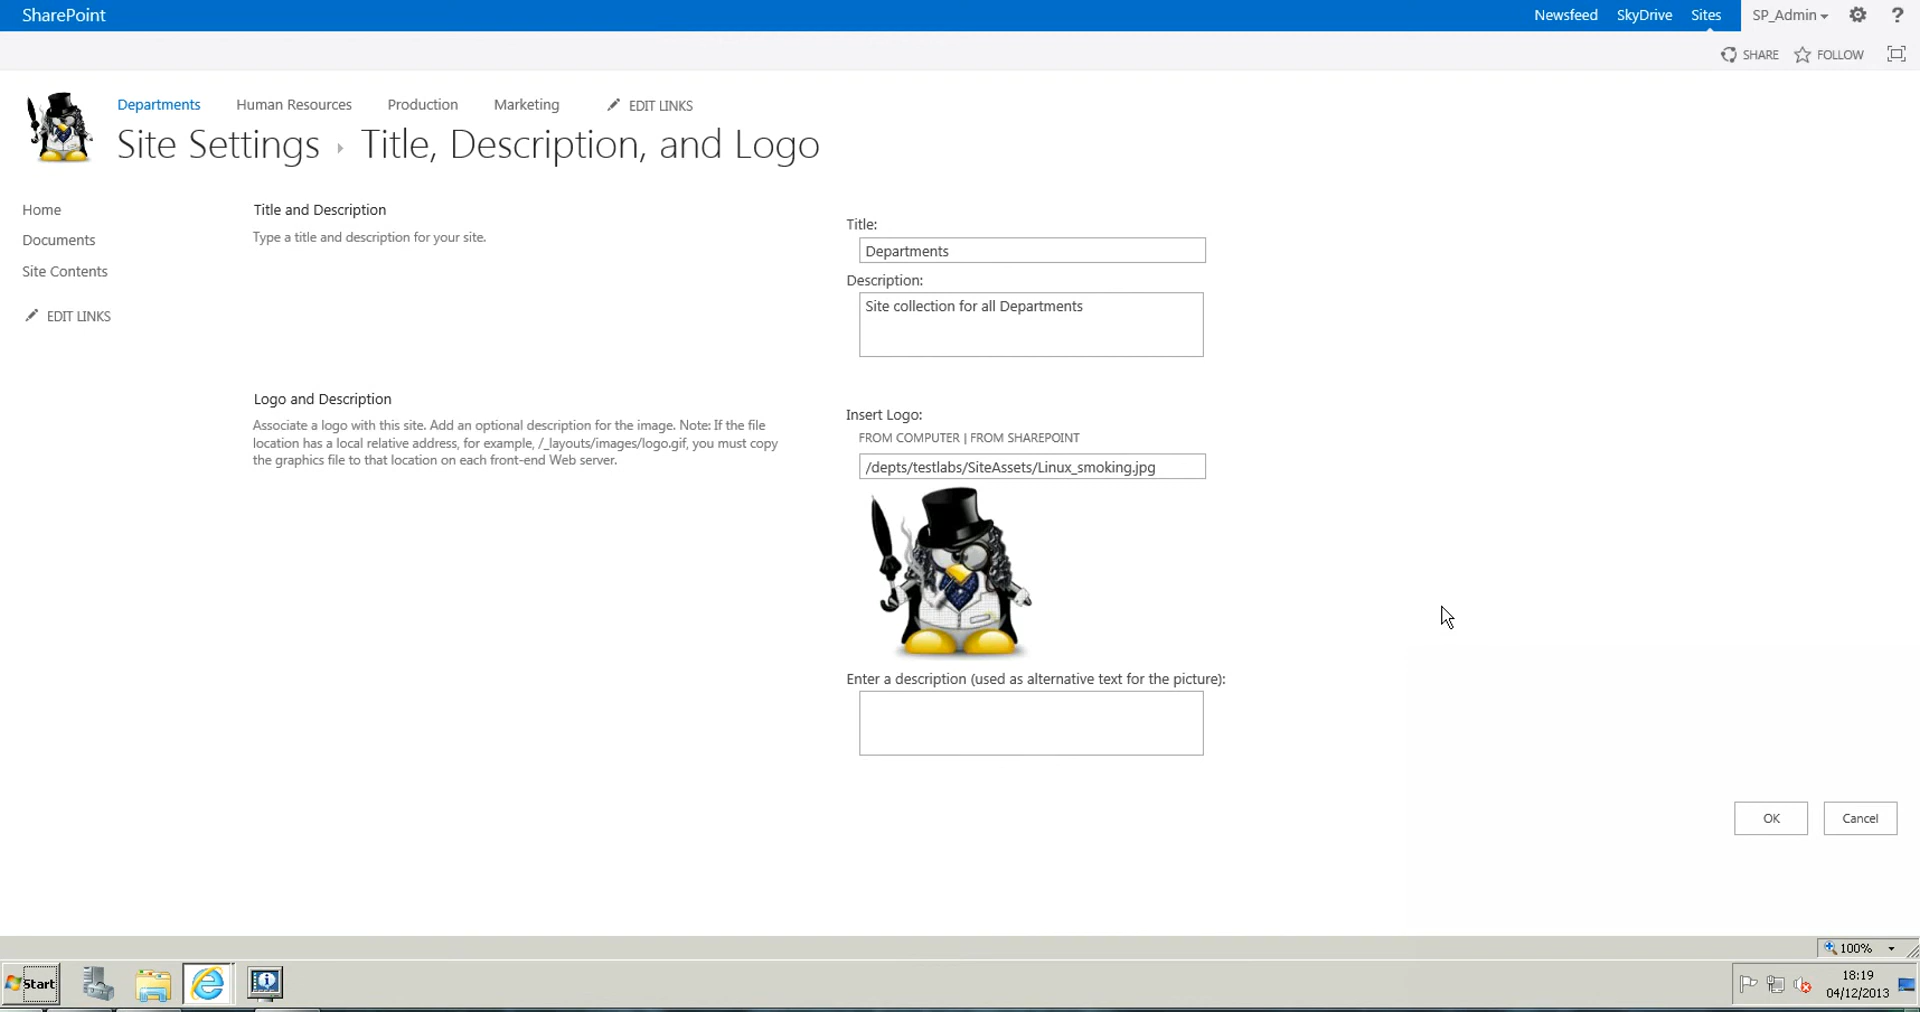 SharePoint
Newsfeed SkyDrive Sites SP_Admin ?
SHARE FOLLOW
Departments Human Resources Production Marketing EDIT LINKS
Site Settings Title, Description, and Logo
Home
Documents
Site Contents
EDIT LINKS
Title and Description
Type a title and description for your site.
Title:
Departments
Description:
Site collection for all Departments
Logo and Description
Associate a logo with this site. Add an optional description for the image. Note: If the file
location has a local relative address, for example, /_layouts/images/logo.gif, you must copy
the graphics file to that location on each front-end Web server.
Insert Logo:
FROM COMPUTER | FROM SHAREPOINT
/depts/testlabs/SiteAssets/Linux_smoking.jpg
Enter a description (used as alternative text for the picture):
OK Cancel
100%
Start
18:19
04/12/2013